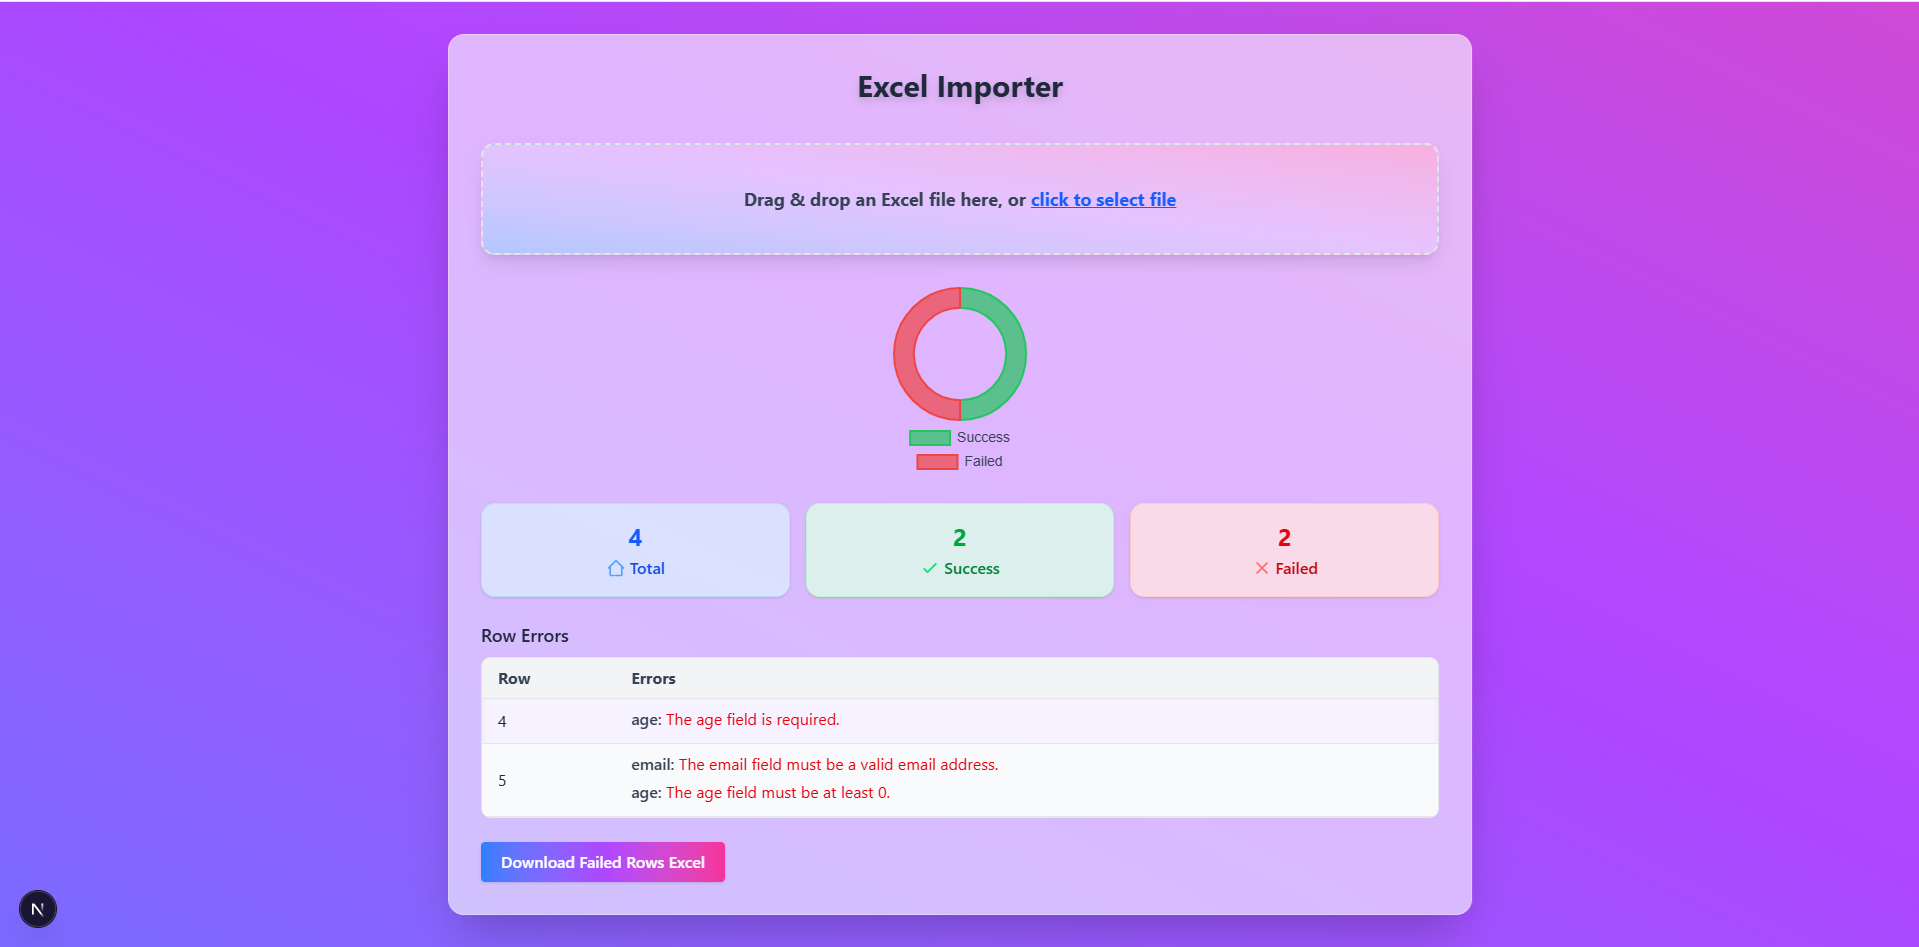 Excel Importer
Drag & drop an Excel file here, or click to select file
Success
Failed
4
Total
2
Success
2
Failed
Row Errors
Row Errors
4 age: The age field is required.
5 email: The email field must be a valid email address.
age: The age field must be at least 0.
Download Failed Rows Excel
N